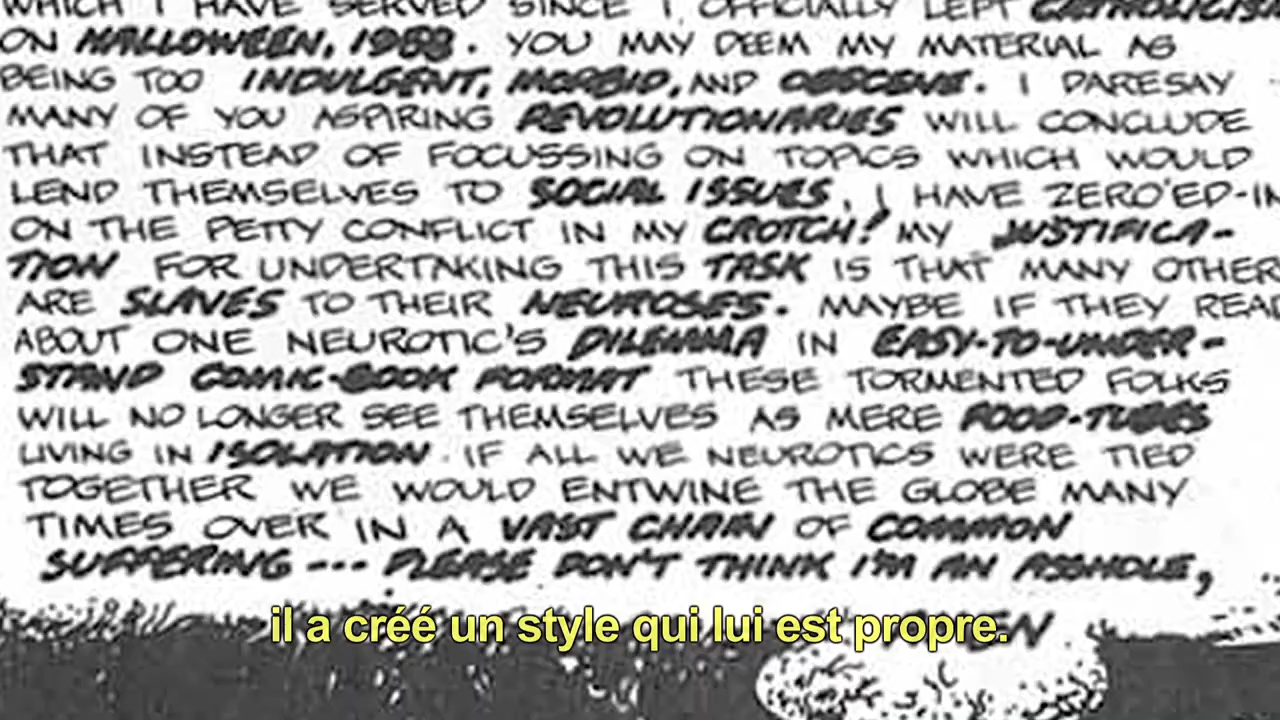 WHICH I HAVE SERVED SINCE I OFFICIALLY LEFT CATHOLICISM
ON HALLOWEEN, 1958. YOU MAY DEEM MY MATERIAL AS
BEING TOO INDULGENT, MORBID, AND OBSCENE. I DARESAY
MANY OF YOU ASPIRING REVOLUTIONARIES WILL CONCLUDE
THAT INSTEAD OF FOCUSSING ON TOPICS WHICH WOULD
LEND THEMSELVES TO SOCIAL ISSUES, I HAVE ZERO'ED-IN
ON THE PETTY CONFLICT IN MY CROTCH! MY JUSTIFICA-
TION FOR UNDERTAKING THIS TASK IS THAT MANY OTHERS
ARE SLAVES TO THEIR NEUROSES. MAYBE IF THEY READ
ABOUT ONE NEUROTIC'S DILEMMA IN EASY-TO-UNDER-
STAND COMIC-BOOK FORMAT THESE TORMENTED FOLKS
WILL NO LONGER SEE THEMSELVES AS MERE FOOD-TUBES
LIVING IN ISOLATION. IF ALL WE NEUROTICS WERE TIED
TOGETHER WE WOULD ENTWINE THE GLOBE MANY
TIMES OVER IN A VAST CHAIN OF COMMON
SUFFERING --- PLEASE DON'T THINK I'M AN ASSHOLE,
il a créé un style qui lui est propre.